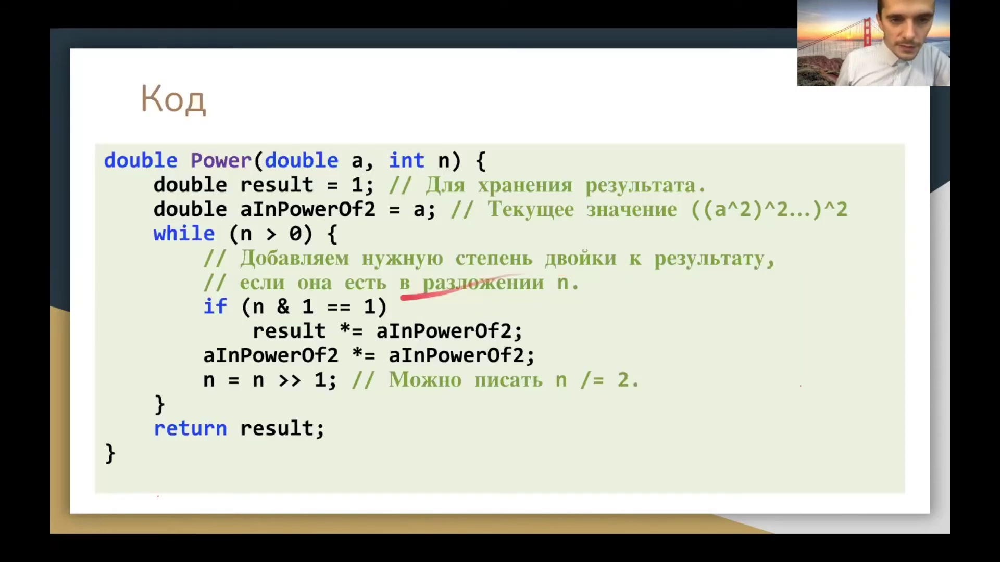 Код
double Power(double a, int n) {
    double result = 1; // Для хранения результата.
    double aInPowerOf2 = a; // Текущее значение ((a^2)^2...)^2
    while (n > 0) {
        // Добавляем нужную степень двойки к результату,
        // если она есть в разложении n.
        if (n & 1 == 1)
            result *= aInPowerOf2;
        aInPowerOf2 *= aInPowerOf2;
        n = n >> 1; // Можно писать n /= 2.
    }
    return result;
}